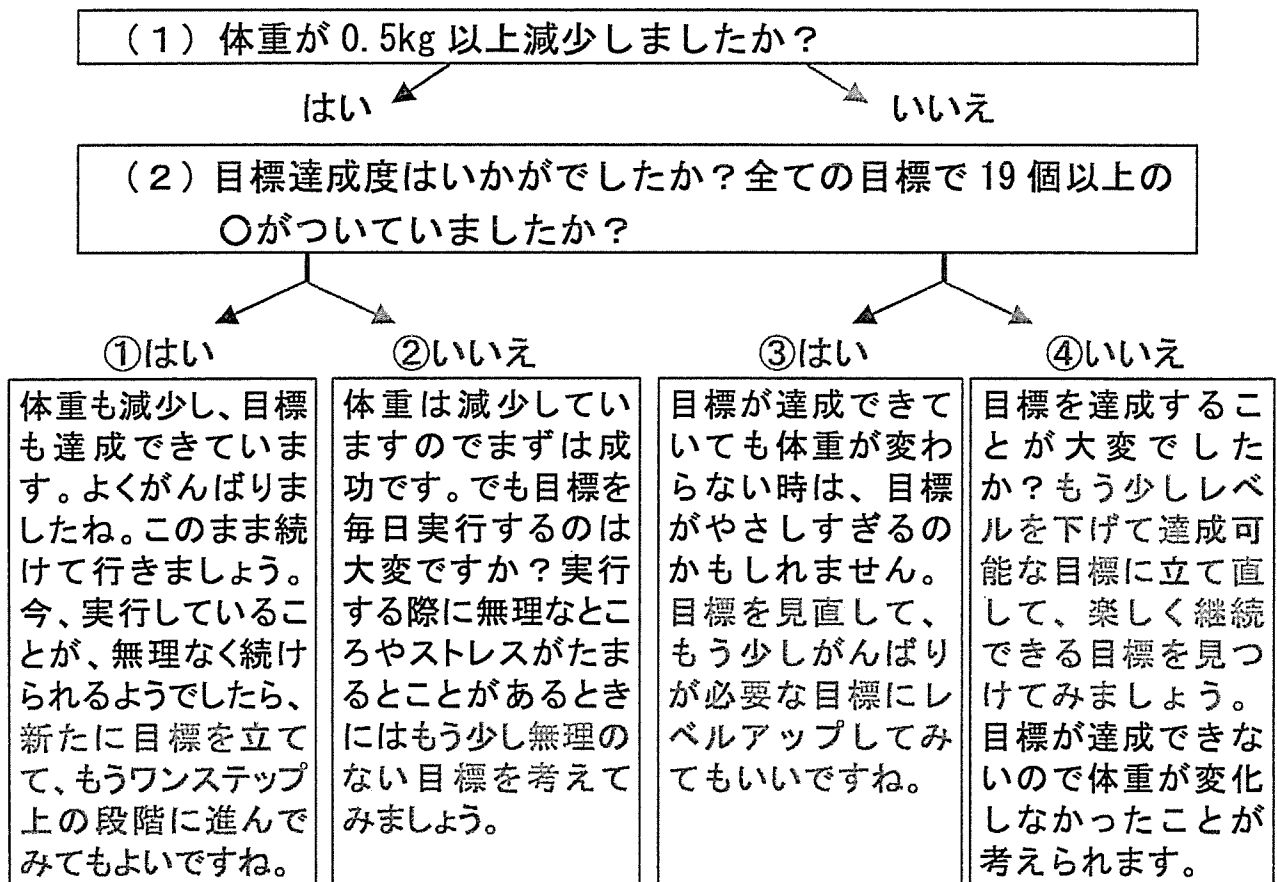 （１）体重が 0.5kg 以上減少しましたか？
はい
いいえ
（２）目標達成度はいかがでしたか？全ての目標で 19 個以上の
○がついていましたか？
①はい
②いいえ
③はい
④いいえ
体重も減少し、目標
も達成できていま
す。よくがんばりま
したね。このまま続
けて行きましょう。
今、実行しているこ
とが、無理なく続け
られるようでしたら、
新たに目標を立て
て、もうワンステップ
上の段階に進んで
みてもよいですね。
体重は減少してい
ますのでまずは成
功です。でも目標を
毎日実行するのは
大変ですか？実行
する際に無理なとこ
ろやストレスがたま
るとことがあるとき
にはもう少し無理の
ない目標を考えて
みましょう。
目標が達成できて
いても体重が変わ
らない時は、目標
がやさしすぎるの
かもしれません。
目標を見直して、
もう少しがんばり
が必要な目標にレ
ベルアップしてみ
てもいいですね。
目標を達成するこ
とが大変でした
か？もう少しレベ
ルを下げて達成可
能な目標に立て直
して、楽しく継続
できる目標を見つ
けてみましょう。
目標が達成できな
いので体重が変化
しなかったことが
考えられます。